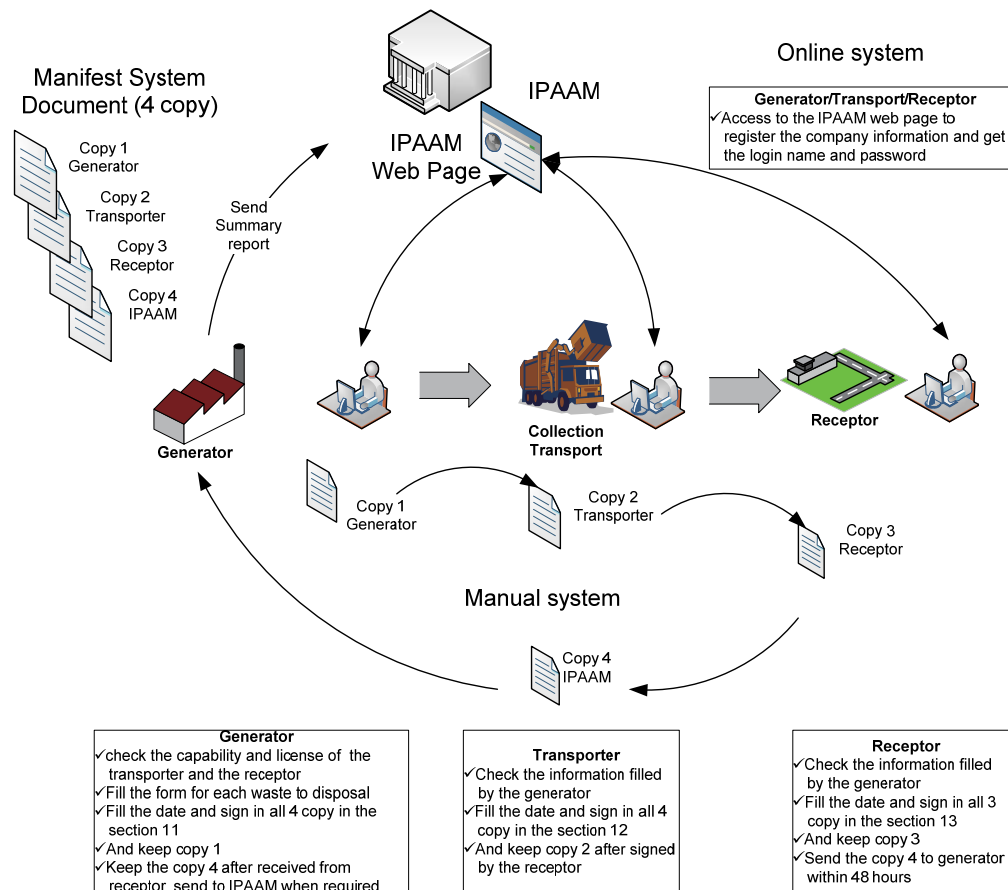 Manifest System
Document (4 copy)
Copy 1
Generator
Copy 2
Transporter
Copy 3
Receptor
Copy 4
IPAAM
IPAAM
IPAAM
Web Page
Online system
Generator/Transport/Receptor
✓Access to the IPAAM web page to
register the company information and get
the login name and password
Send
Summary
report
Generator
Collection
Transport
Receptor
Copy 1
Generator
Copy 2
Transporter
Copy 3
Receptor
Manual system
Copy 4
IPAAM
Generator
✓check the capability and license of the
transporter and the receptor
✓Fill the form for each waste to disposal
✓Fill the date and sign in all 4 copy in the
section 11
✓And keep copy 1
✓Keep the copy 4 after received from
receptor, send to IPAAM when required
Transporter
✓Check the information filled
by the generator
✓Fill the date and sign in all 4
copy in the section 12
✓And keep copy 2 after signed
by the receptor
Receptor
✓Check the information filled
by the generator
✓Fill the date and sign in all 3
copy in the section 13
✓And keep copy 3
✓Send the copy 4 to generator
within 48 hours